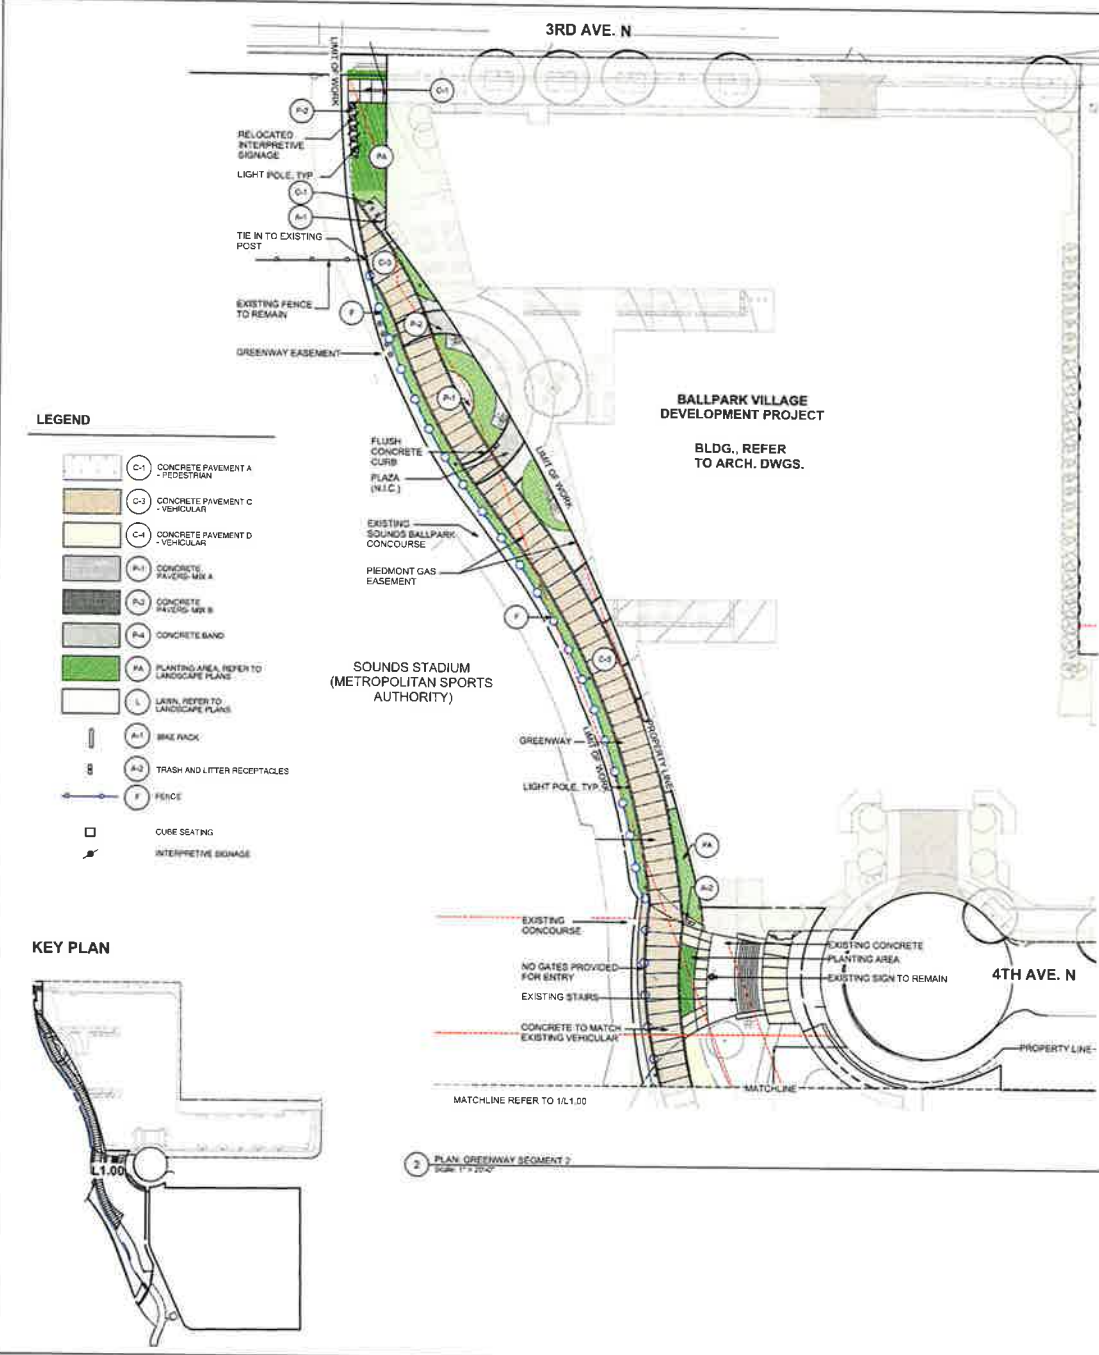 3RD AVE. N
LIMIT OF WORK
C-1
P-2
RELOCATED
INTERPRETIVE
SIGNAGE
PA
LIGHT POLE, TYP
C-1
A-1
TIE IN TO EXISTING
POST
C-3
EXISTING FENCE
TO REMAIN
F
P-2
GREENWAY EASEMENT
P-1
BALLPARK VILLAGE
DEVELOPMENT PROJECT
BLDG., REFER
TO ARCH. DWGS.
FLUSH
CONCRETE
CURB
PLAZA
(N.I.C.)
LIMIT OF WORK
EXISTING
SOUNDS BALLPARK
CONCOURSE
PIEDMONT GAS
EASEMENT
F
C-3
SOUNDS STADIUM
(METROPOLITAN SPORTS
AUTHORITY)
GREENWAY
LIMIT OF WORK
PROPERTY LINE
LIGHT POLE, TYP.
PA
A-2
EXISTING
CONCOURSE
NO GATES PROVIDED
FOR ENTRY
EXISTING STAIRS
CONCRETE TO MATCH
EXISTING VEHICULAR
EXISTING CONCRETE
PLANTING AREA
EXISTING SIGN TO REMAIN
4TH AVE. N
PROPERTY LINE
MATCHLINE
MATCHLINE REFER TO 1/L1.00
2
PLAN: GREENWAY SEGMENT 2
Scale: 1" = 20'-0"
LEGEND
C-1 CONCRETE PAVEMENT A
- PEDESTRIAN
C-3 CONCRETE PAVEMENT C
- VEHICULAR
C-4 CONCRETE PAVEMENT D
- VEHICULAR
P-1 CONCRETE
PAVERS- MIX A
P-2 CONCRETE
PAVERS- MIX B
P-4 CONCRETE BAND
PA PLANTING AREA, REFER TO
LANDSCAPE PLANS
L LAWN, REFER TO
LANDSCAPE PLANS
A-1 BIKE RACK
A-2 TRASH AND LITTER RECEPTACLES
F FENCE
CUBE SEATING
INTERPRETIVE SIGNAGE
KEY PLAN
L1.00